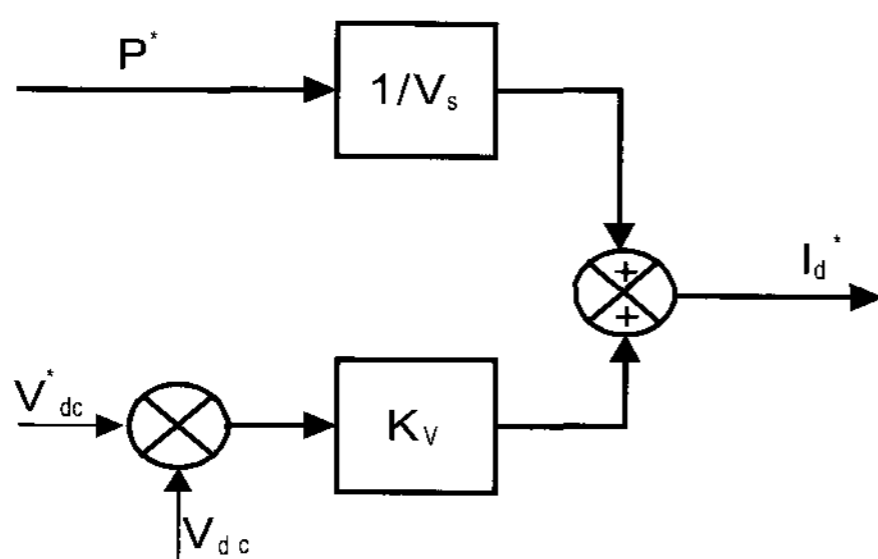 P*
1/Vs
+
+
Id*
V*dc
KV
Vdc